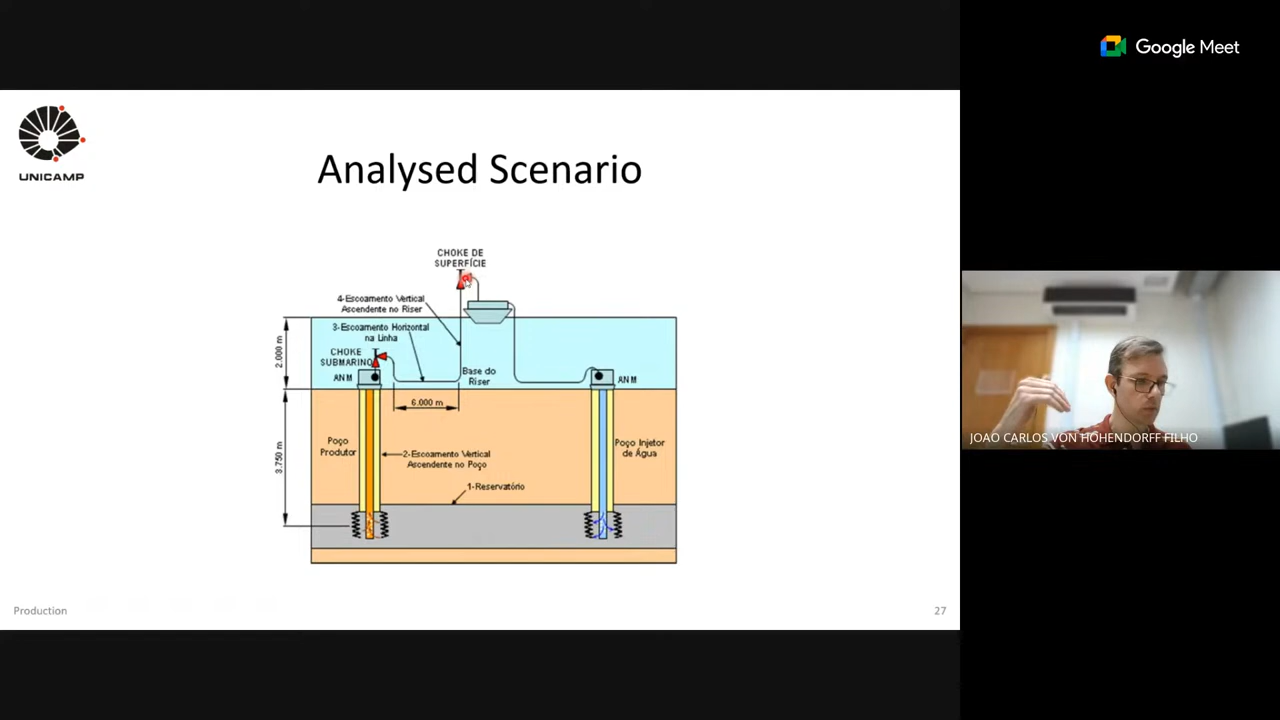 Google Meet
UNICAMP
Analysed Scenario
CHOKE DE
SUPERFÍCIE
4-Escoamento Vertical
Ascendente no Riser
3-Escoamento Horizontal
na Linha
CHOKE
SUBMARINO
ANM
Base do
Riser
ANM
2.000 m
6.000 m
3.750 m
Poço
Produtor
2-Escoamento Vertical
Ascendente no Poço
Poço Injetor
de Água
1-Reservatório
JOAO CARLOS VON HOHENDORFF FILHO
Production
27